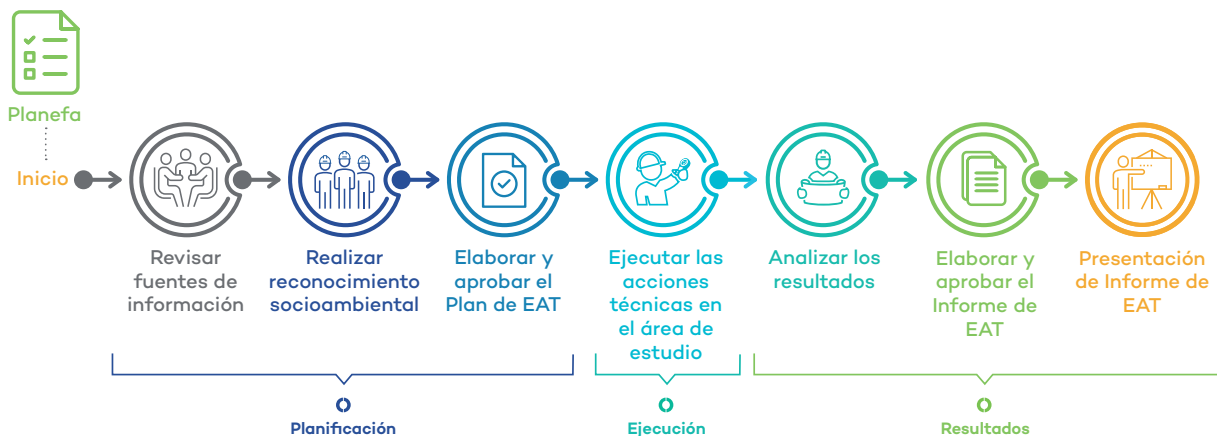 Planefa
Inicio
Revisar
fuentes de
información
Realizar
reconocimiento
socioambiental
Elaborar y
aprobar el
Plan de EAT
Ejecutar las
acciones
técnicas en
el área de
estudio
Analizar los
resultados
Elaborar y
aprobar el
Informe de
EAT
Presentación
de Informe de
EAT
Planificación
Ejecución
Resultados